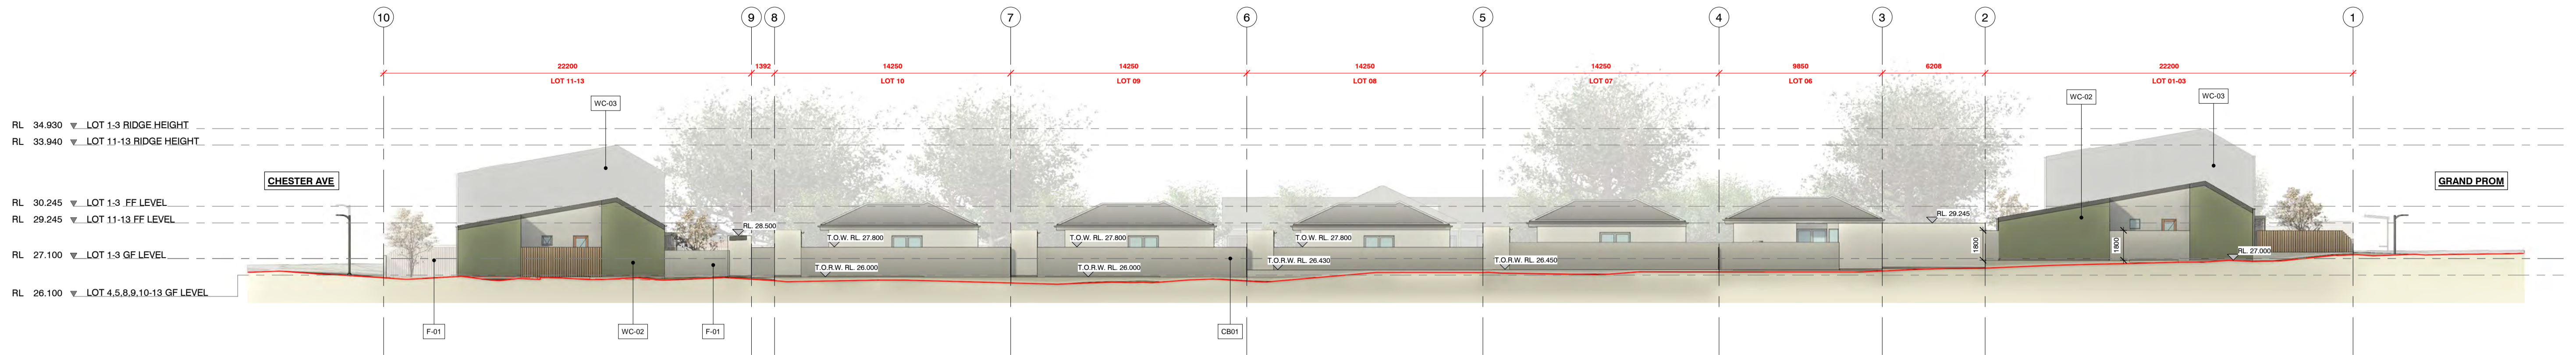 10
9
8
7
6
5
4
3
2
1
22200
1392
14250
14250
14250
14250
9850
6208
22200
LOT 11-13
LOT 10
LOT 09
LOT 08
LOT 07
LOT 06
LOT 01-03
WC-03
WC-02
WC-03
RL 34.930 LOT 1-3 RIDGE HEIGHT
RL 33.940 LOT 11-13 RIDGE HEIGHT
CHESTER AVE
GRAND PROM
RL 30.245 LOT 1-3 FF LEVEL
RL 29.245 LOT 11-13 FF LEVEL
RL. 28.500
RL. 29.245
T.O.W. RL. 27.800
T.O.W. RL. 27.800
T.O.W. RL. 27.800
1800
1800
RL 27.100 LOT 1-3 GF LEVEL
RL. 27.000
T.O.R.W. RL. 26.000
T.O.R.W. RL. 26.000
T.O.R.W. RL. 26.430
T.O.R.W. RL. 26.450
RL 26.100 LOT 4,5,8,9,10-13 GF LEVEL
F-01
WC-02
F-01
CB01